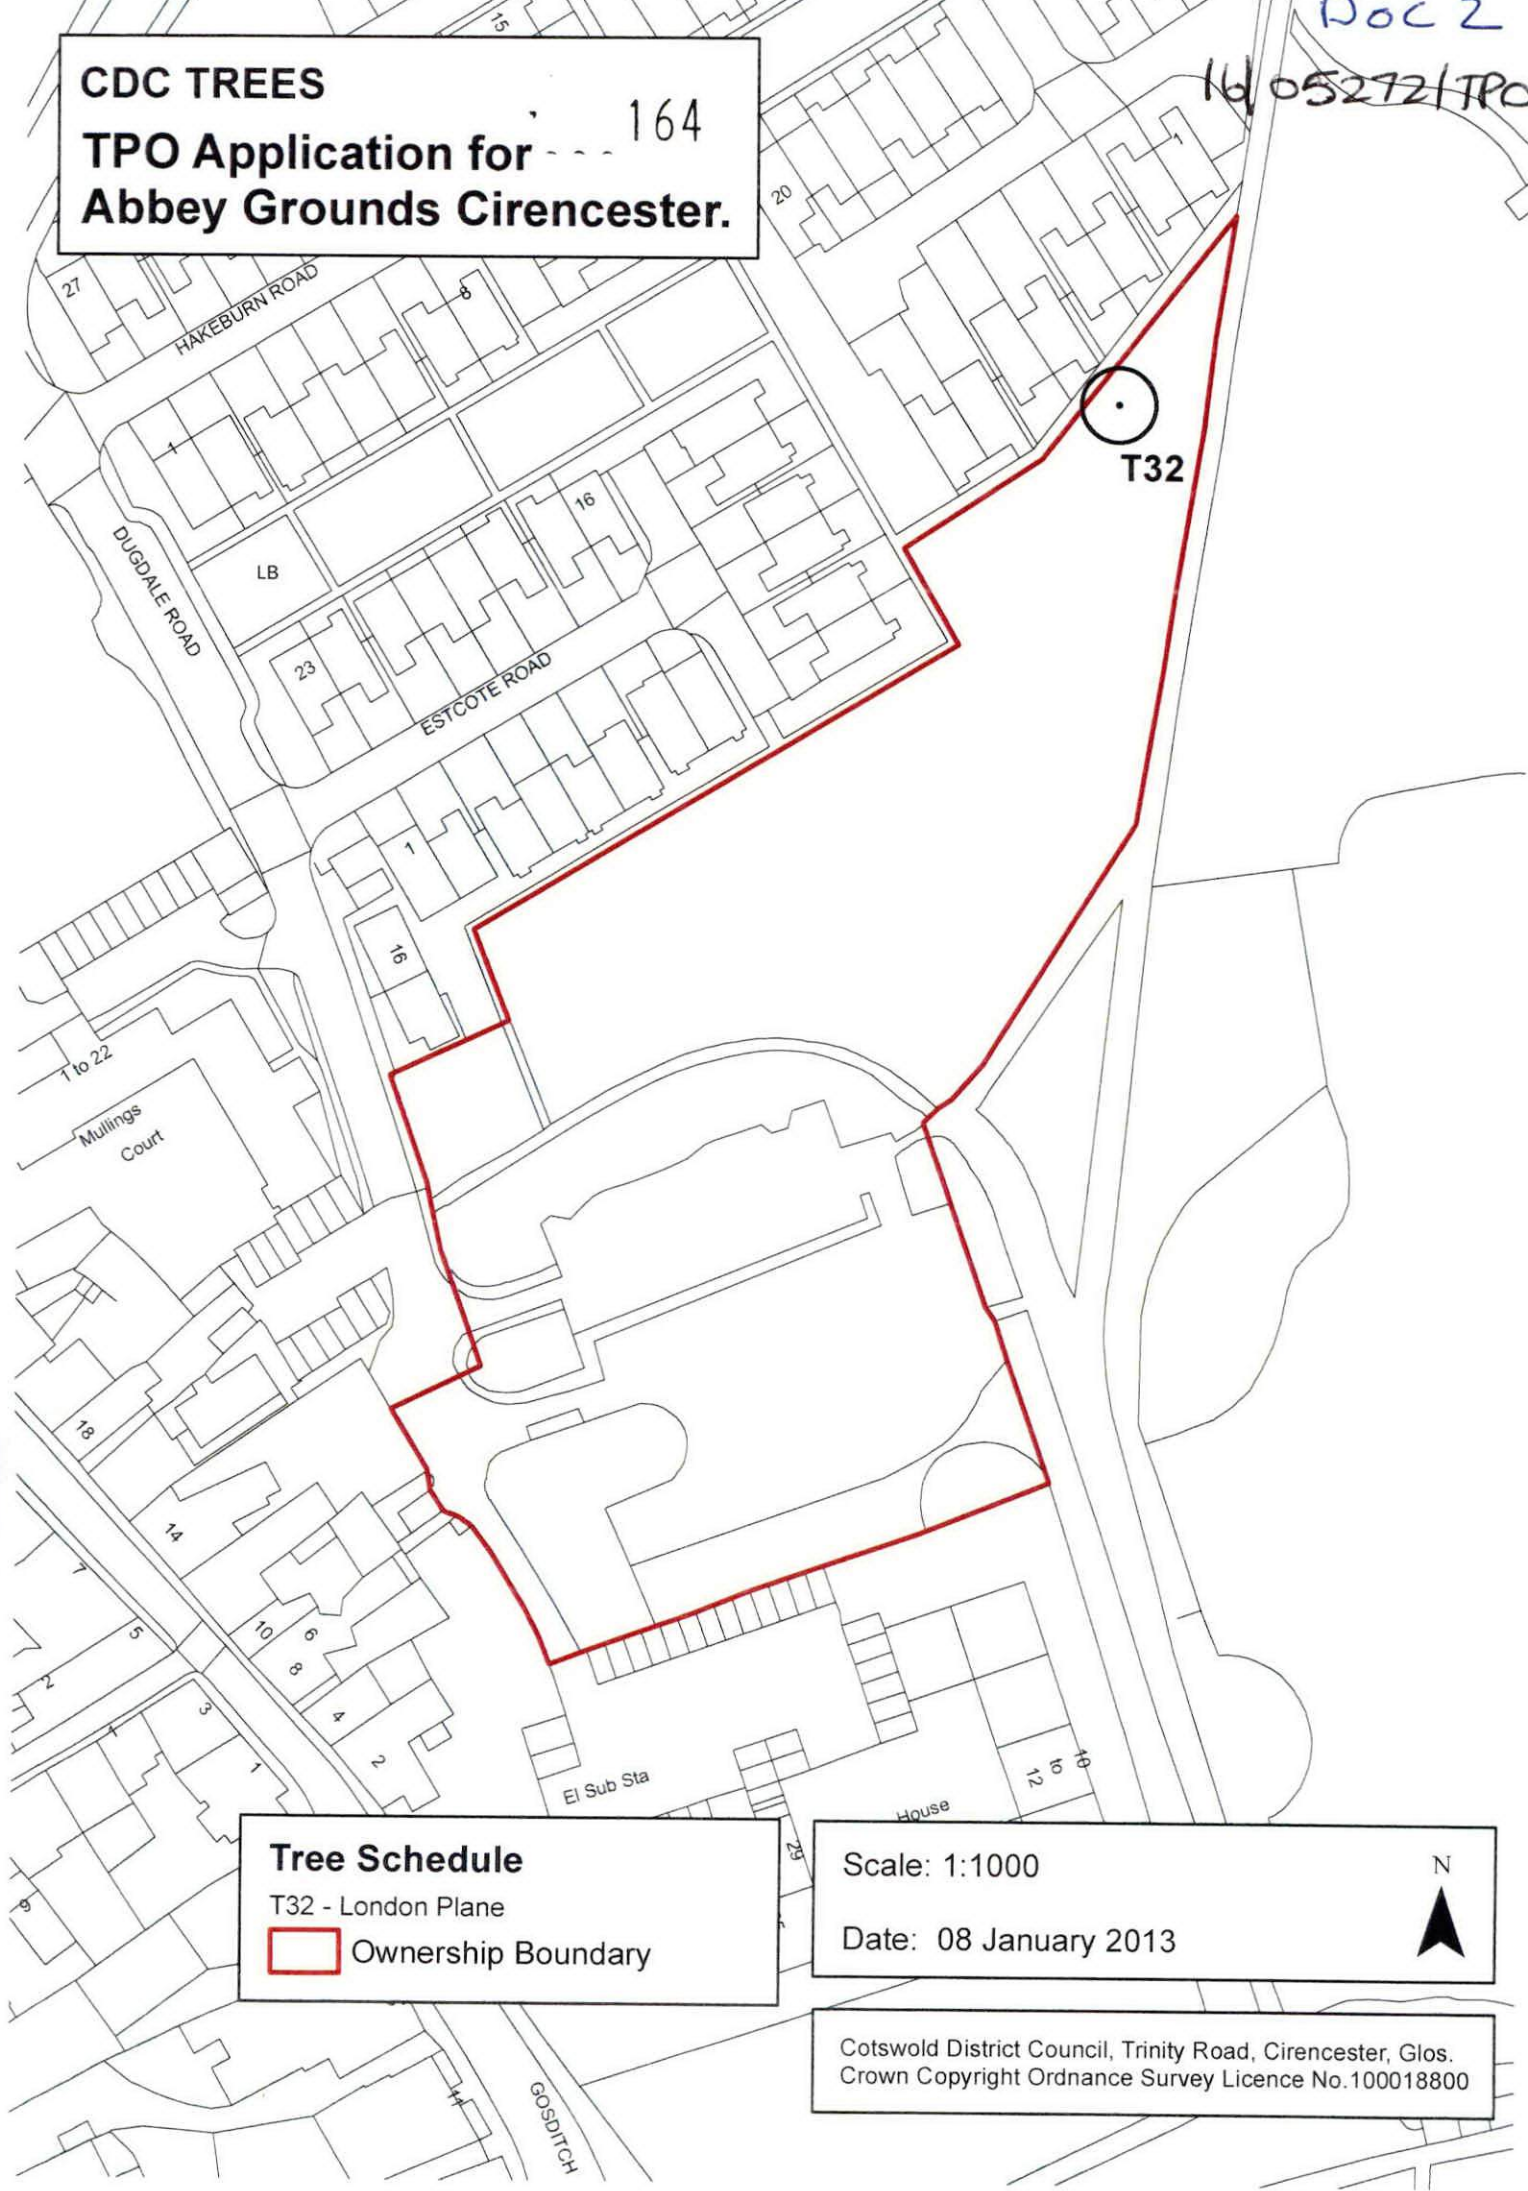 DOC 2
16/05272/TPO
CDC TREES
164
TPO Application for - - -
Abbey Grounds Cirencester.
15
20
1
27
HAKEBURN ROAD
8
1
T32
16
LB
DUGDALE ROAD
23
ESTCOTE ROAD
1
16
1 to 22
Mullings
Court
18
14
7
5
10
6
8
2
4
3
2
1
1
El Sub Sta
12
to
10
House
29
9
Tree Schedule
T32 - London Plane
Ownership Boundary
Scale: 1:1000
N
Date: 08 January 2013
Cotswold District Council, Trinity Road, Cirencester, Glos.
Crown Copyright Ordnance Survey Licence No.100018800
11
GOSDITCH